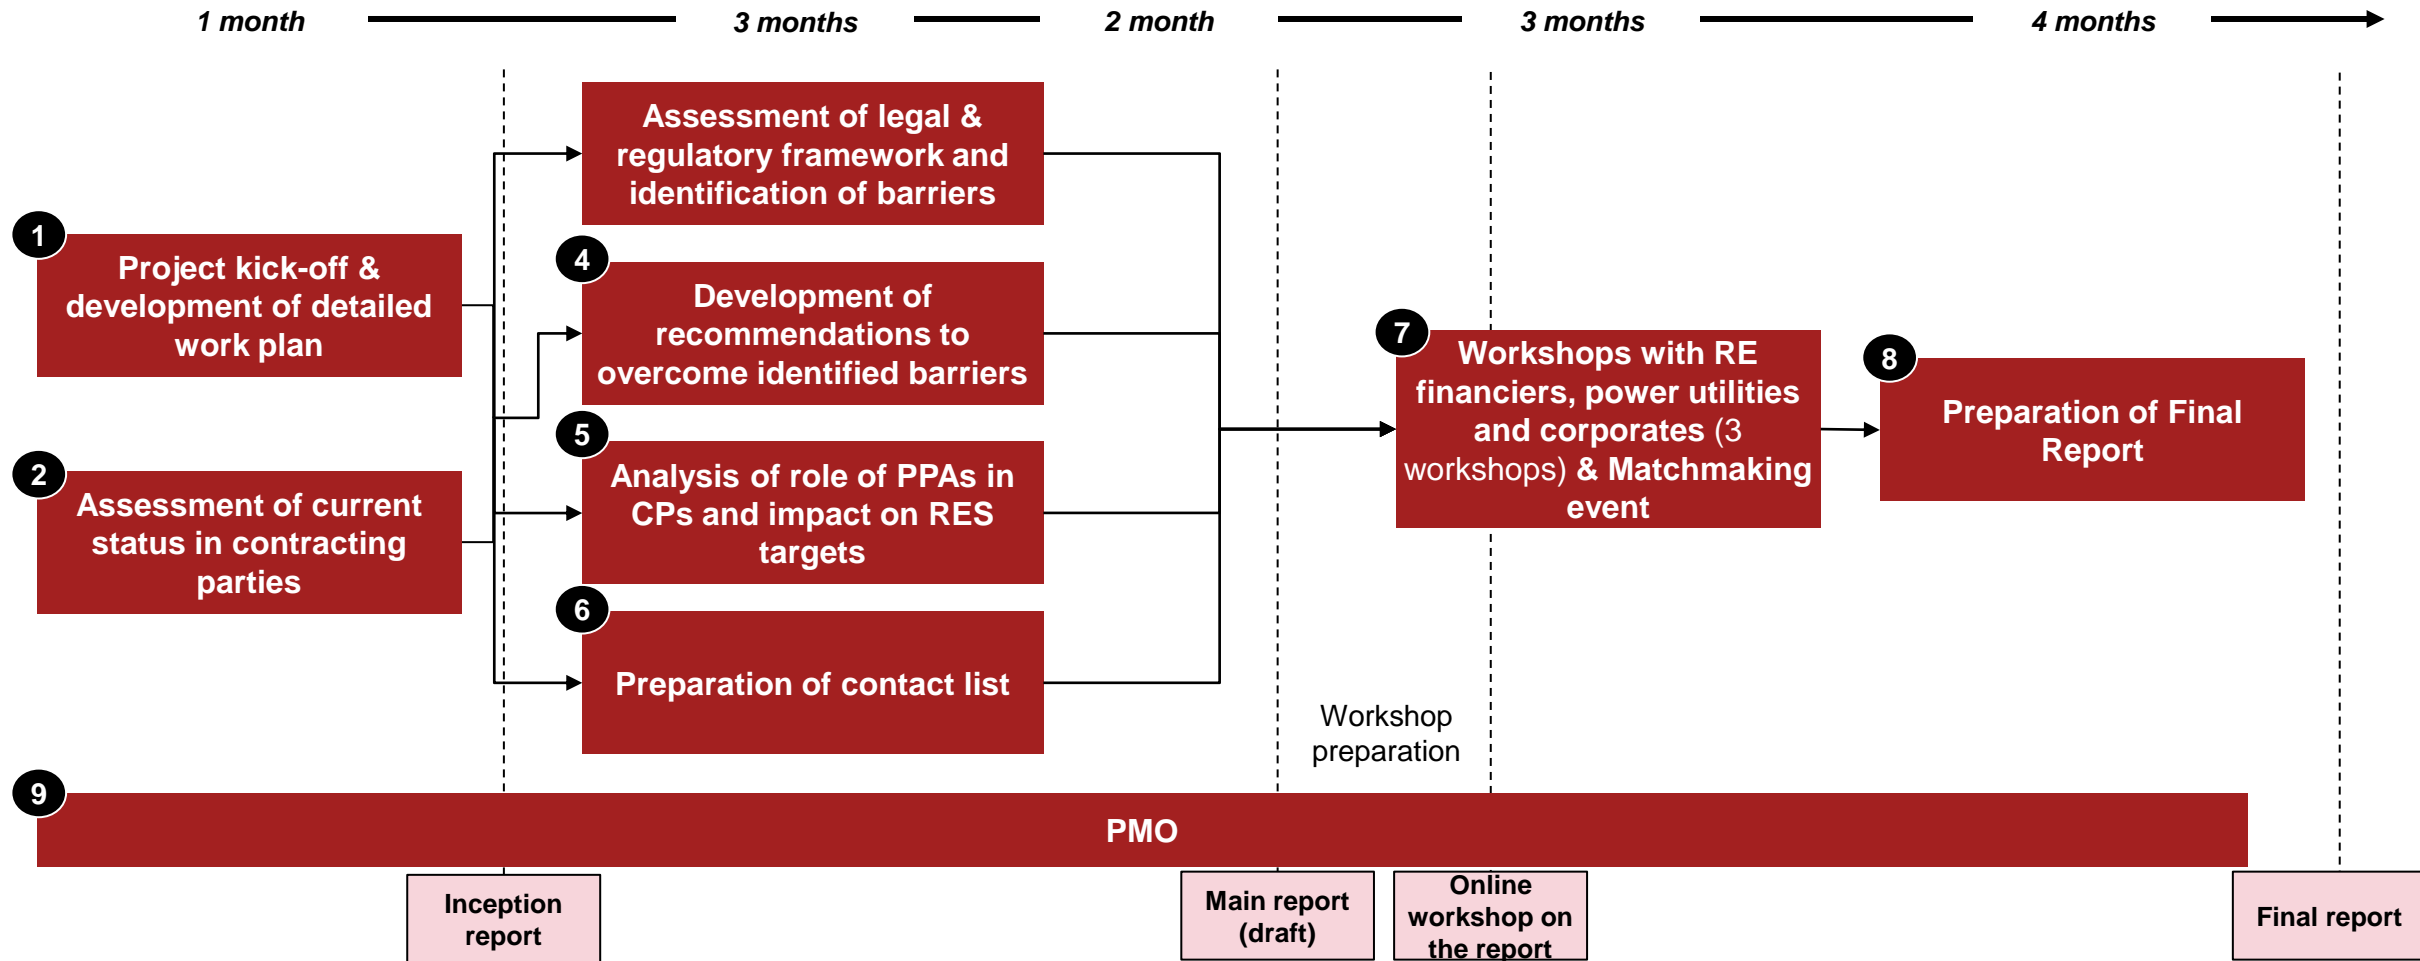 1 month
3 months
2 month
3 months
4 months
Assessment of legal &
regulatory framework and
identification of barriers
1
Project kick-off &
development of detailed
work plan
4
Development of
recommendations to
overcome identified barriers
7
Workshops with RE
financiers, power utilities
and corporates (3
workshops) & Matchmaking
event
8
Preparation of Final
Report
2
Assessment of current
status in contracting
parties
5
Analysis of role of PPAs in
CPs and impact on RES
targets
6
Preparation of contact list
Workshop
preparation
9
PMO
Inception
report
Main report
(draft)
Online
workshop on
the report
Final report